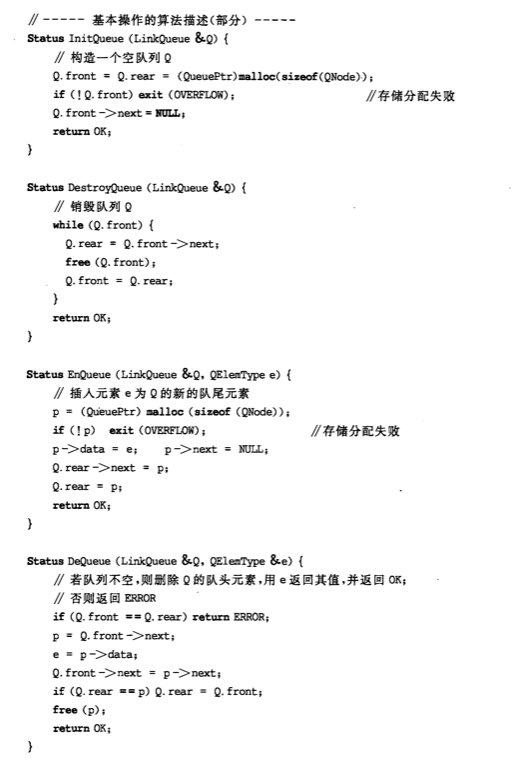 // ----- 基本操作的算法描述(部分) -----
Status InitQueue (LinkQueue &Q) {
// 构造一个空队列 Q
Q.front = Q.rear = (QueuePtr)malloc(sizeof(QNode));
if (!Q.front) exit (OVERFLOW); //存储分配失败
Q.front->next = NULL;
return OK;
}
Status DestroyQueue (LinkQueue &Q) {
// 销毁队列 Q
while (Q.front) {
Q.rear = Q.front->next;
free (Q.front);
Q.front = Q.rear;
}
return OK;
}
Status EnQueue (LinkQueue &Q, QElemType e) {
// 插入元素 e 为 Q 的新的队尾元素
p = (QueuePtr) malloc (sizeof (QNode));
if (!p) exit (OVERFLOW); //存储分配失败
p->data = e; p->next = NULL;
Q.rear->next = p;
Q.rear = p;
return OK;
}
Status DeQueue (LinkQueue &Q, QElemType &e) {
// 若队列不空,则删除 Q 的队头元素,用 e 返回其值,并返回 OK;
// 否则返回 ERROR
if (Q.front == Q.rear) return ERROR;
p = Q.front->next;
e = p->data;
Q.front->next = p->next;
if (Q.rear == p) Q.rear = Q.front;
free (p);
return OK;
}